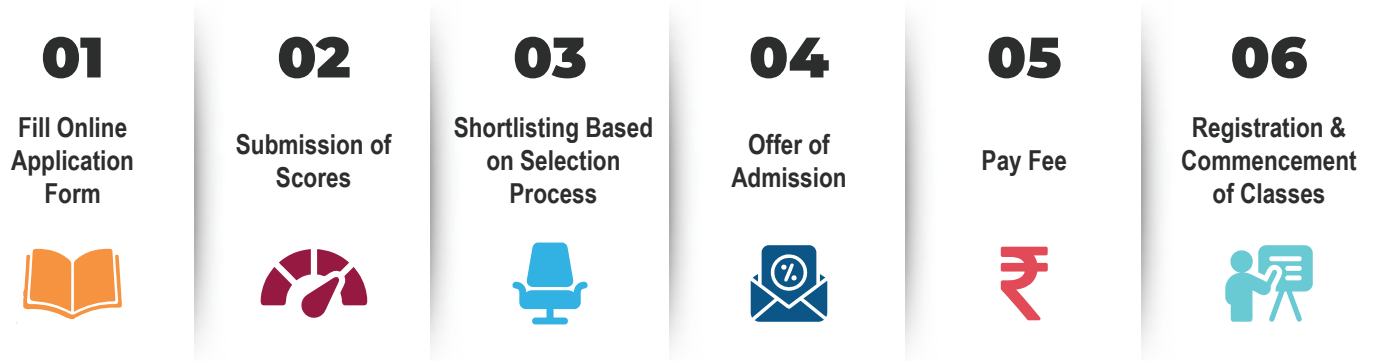 01
Fill Online
Application
Form
02
Submission of
Scores
03
Shortlisting Based
on Selection
Process
04
Offer of
Admission
%
05
Pay Fee
₹
06
Registration &
Commencement
of Classes